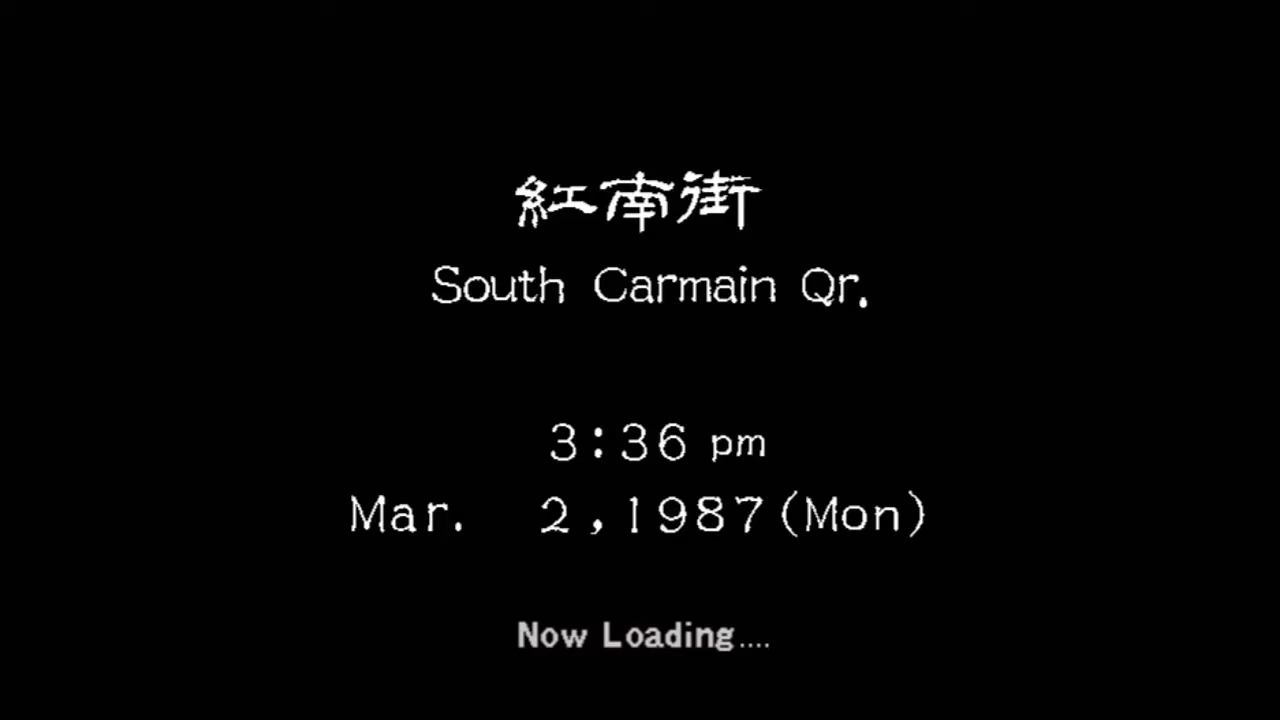 紅南街
South Carmain Qr.
3:36 pm
Mar. 2,1987(Mon)
Now Loading....